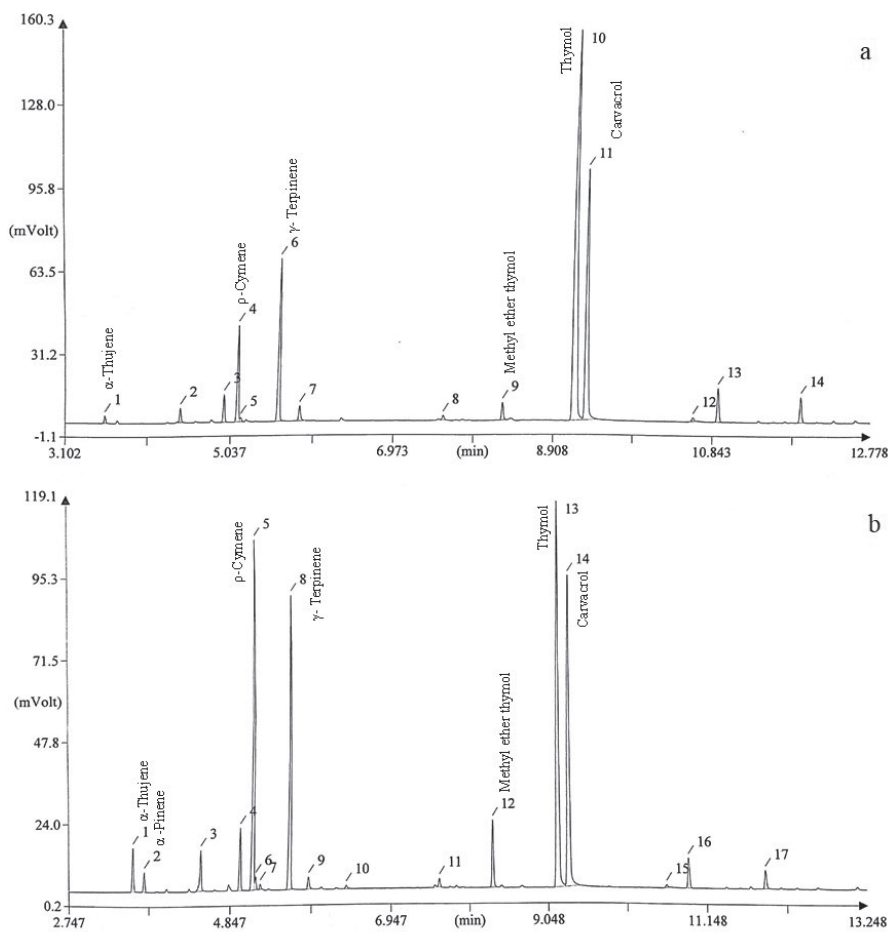 160.3
a
Thymol
10
128.0
Carvacrol
11
95.8
(mVolt)
γ- Terpinene
6
63.5
ρ-Cymene
4
Methyl ether thymol
31.2
α-Thujene
1
2
3
5
7
8
9
12
13
14
-1.1
3.102
5.037
6.973
(min)
8.908
10.843
12.778
119.1
b
ρ-Cymene
5
Thymol
13
14
Carvacrol
95.3
8
γ- Terpinene
71.5
(mVolt)
47.8
Methyl ether thymol
12
α-Thujene
α -Pinene
24.0
1
2
3
4
6
7
9
10
11
15
16
17
0.2
2.747
4.847
6.947
(min)
9.048
11.148
13.248